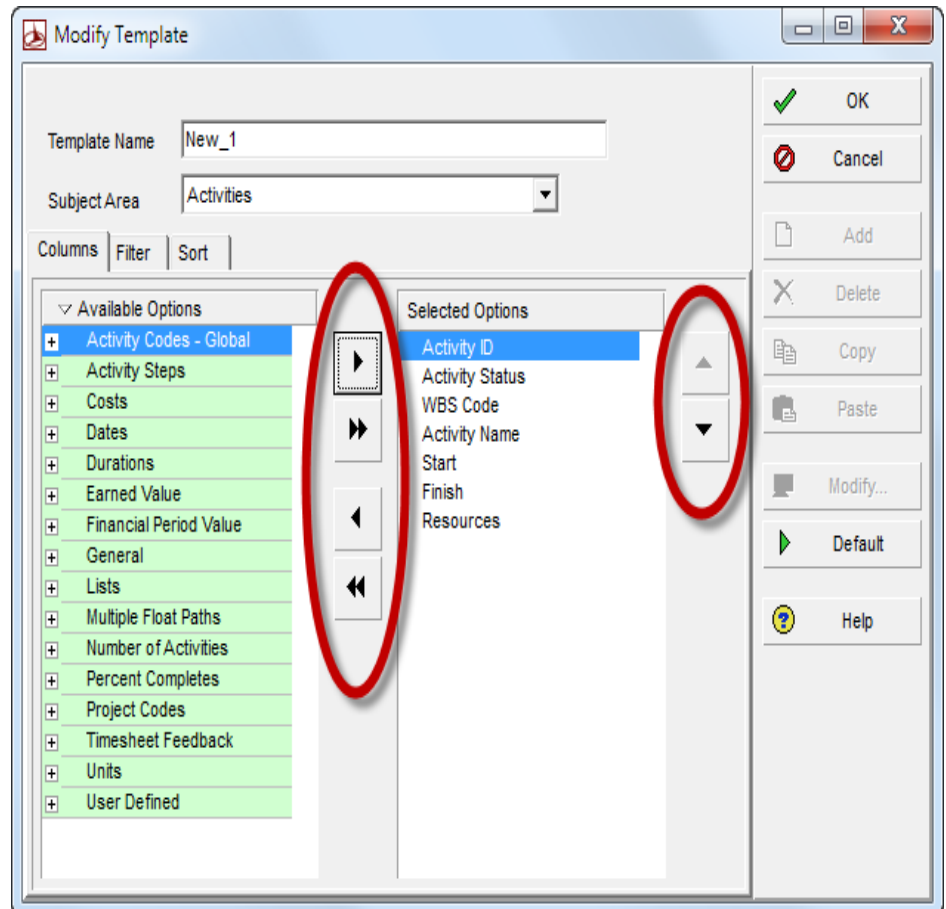 Modify Template
Template Name New_1
Subject Area Activities
Columns Filter Sort
Available Options
Activity Codes - Global
Activity Steps
Costs
Dates
Durations
Earned Value
Financial Period Value
General
Lists
Multiple Float Paths
Number of Activities
Percent Completes
Project Codes
Timesheet Feedback
Units
User Defined
Selected Options
Activity ID
Activity Status
WBS Code
Activity Name
Start
Finish
Resources
OK
Cancel
Add
Delete
Copy
Paste
Modify...
Default
Help